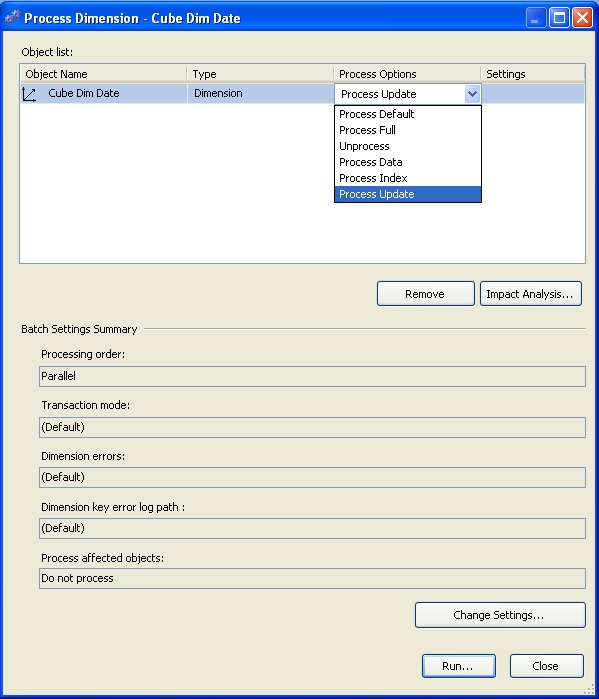 Process Dimension - Cube Dim Date
Object list:
Object Name Type Process Options Settings
Cube Dim Date Dimension Process Update
Process Default
Process Full
Unprocess
Process Data
Process Index
Process Update
Remove Impact Analysis...
Batch Settings Summary
Processing order:
Parallel
Transaction mode:
(Default)
Dimension errors:
(Default)
Dimension key error log path :
(Default)
Process affected objects:
Do not process
Change Settings...
Run... Close